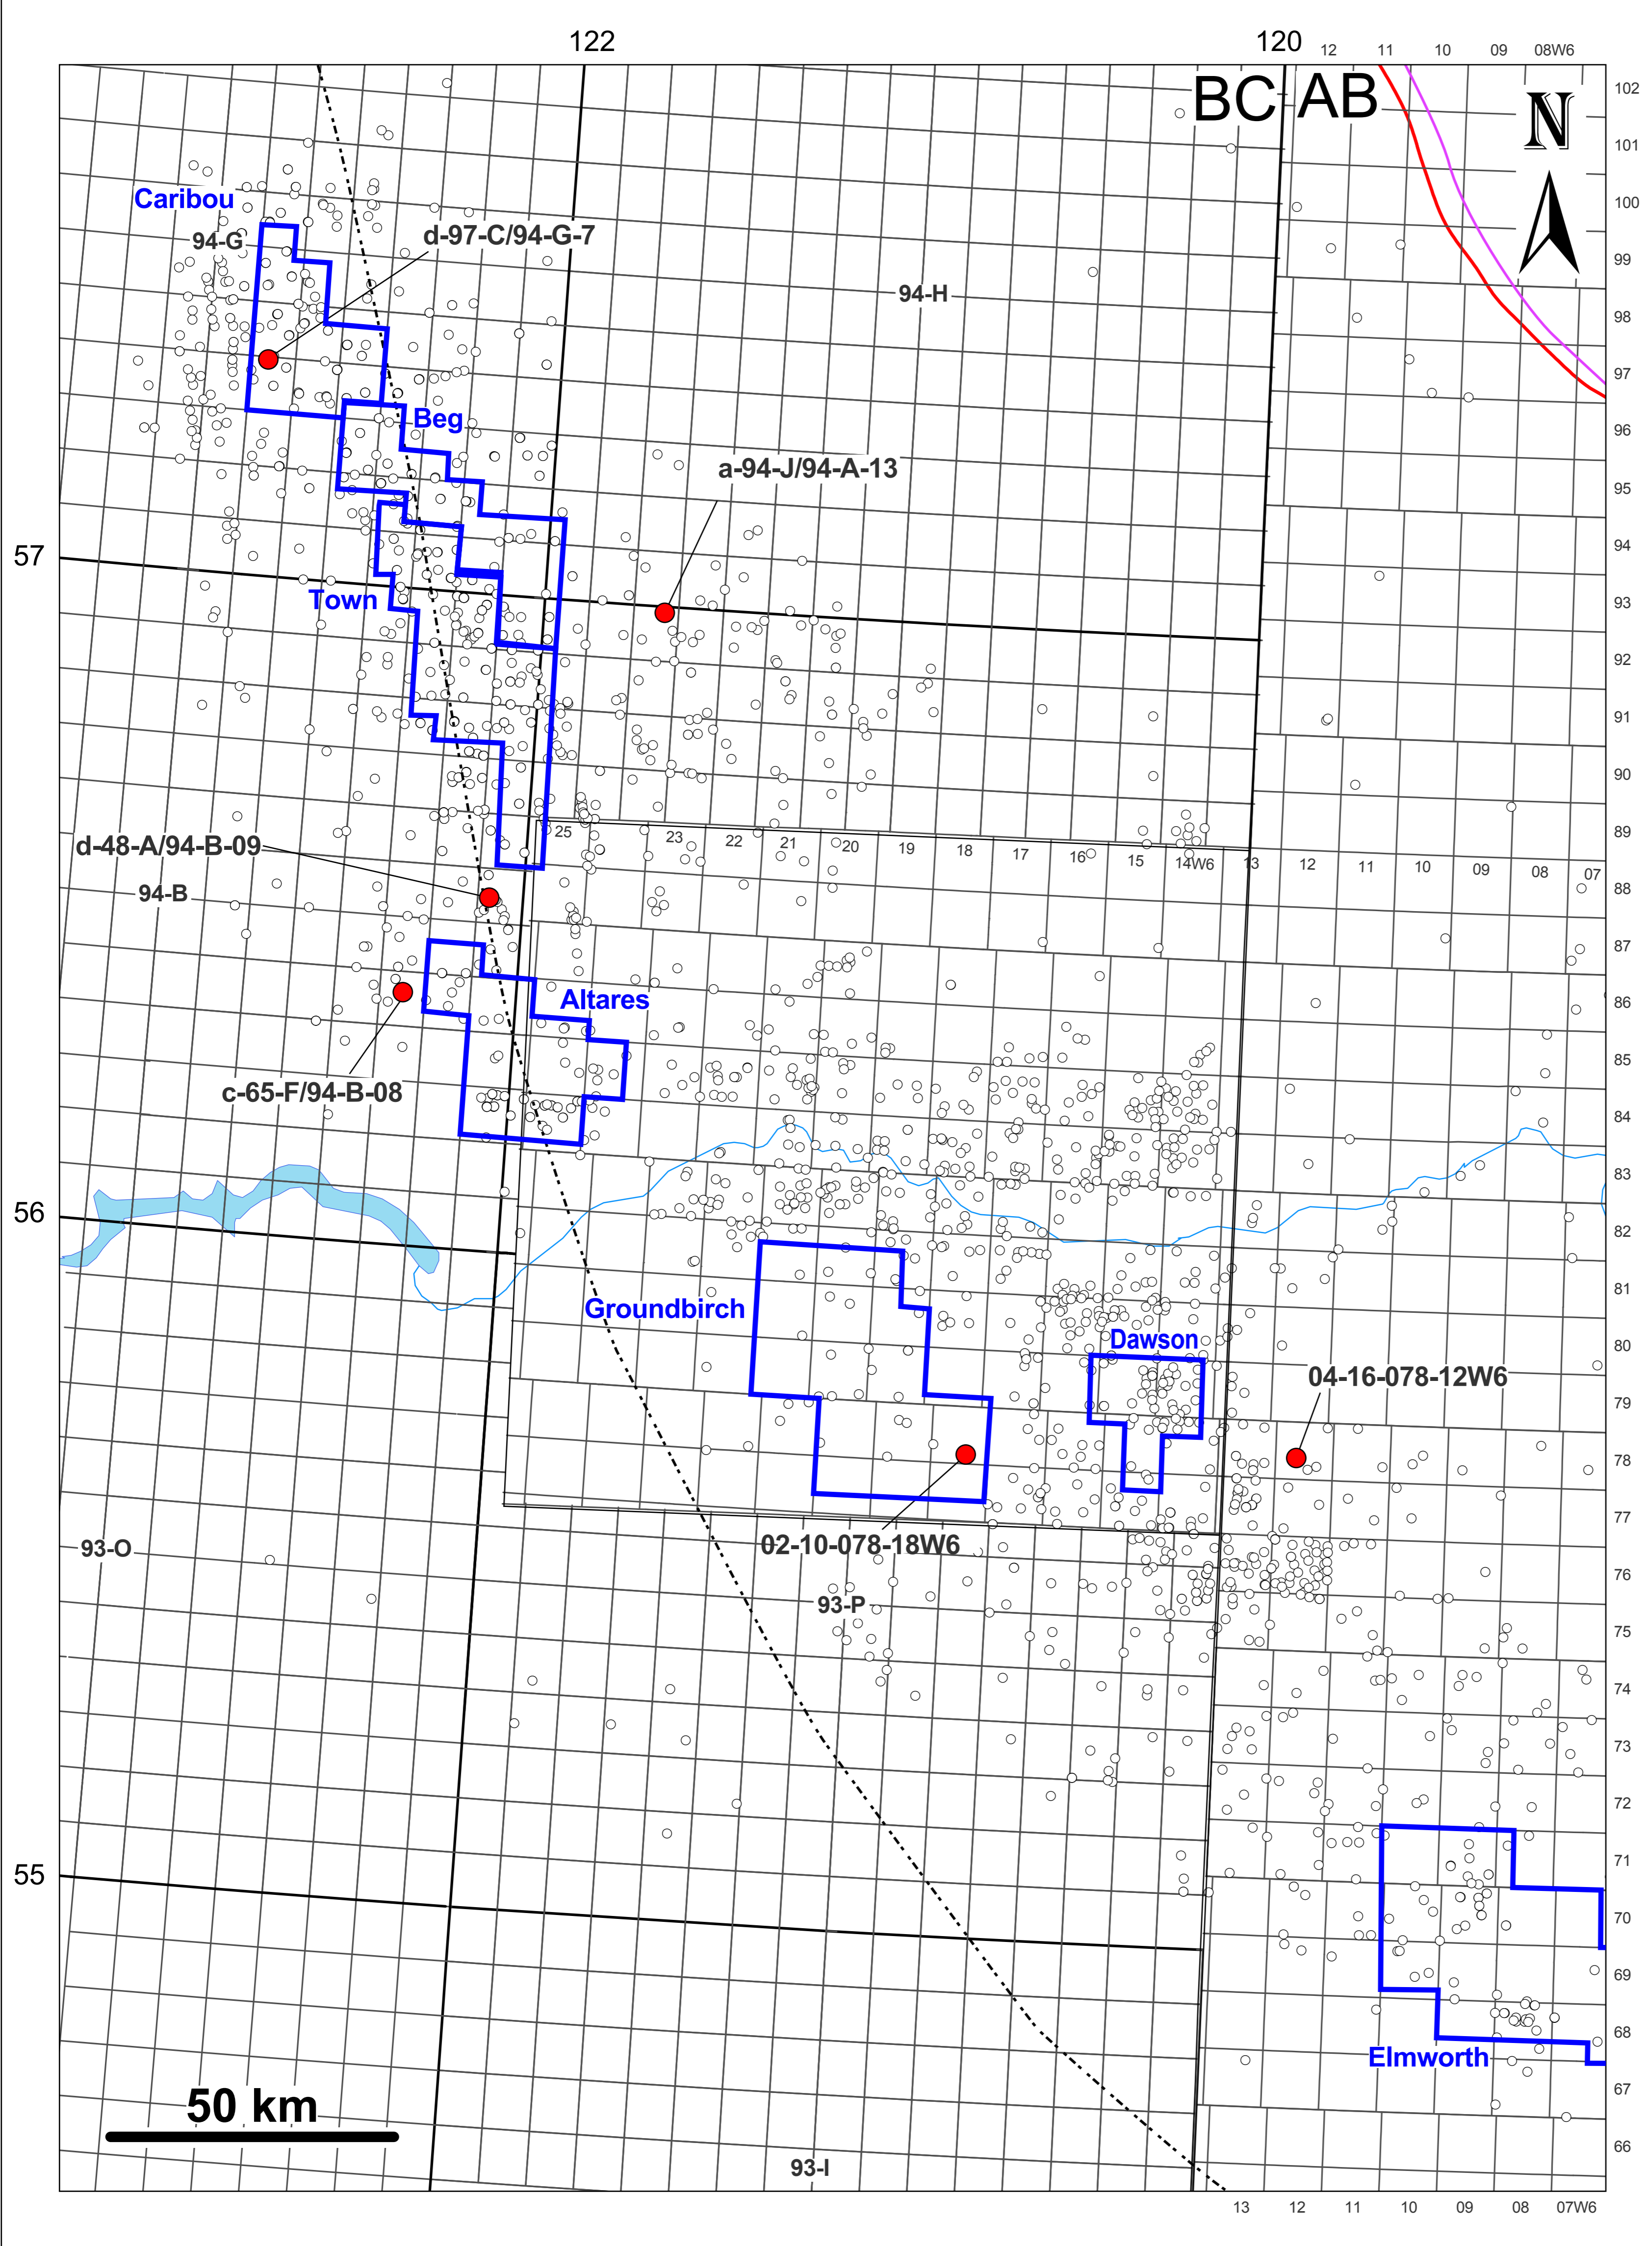 122
120
12 11 10 09 08W6
BC AB
N
102
101
100
99
98
97
96
95
94
93
92
91
90
89
88
87
86
85
84
83
82
81
80
79
78
77
76
75
74
73
72
71
70
69
68
67
66
Caribou
94-G
d-97-C/94-G-7
94-H
Beg
a-94-J/94-A-13
57
Town
25 23 22 21 20 19 18 17 16 15 14W6 13 12 11 10 09 08 07
d-48-A/94-B-09
94-B
Altares
c-65-F/94-B-08
56
Groundbirch
Dawson
04-16-078-12W6
02-10-078-18W6
93-O
93-P
55
Elmworth
50 km
93-I
13 12 11 10 09 08 07W6